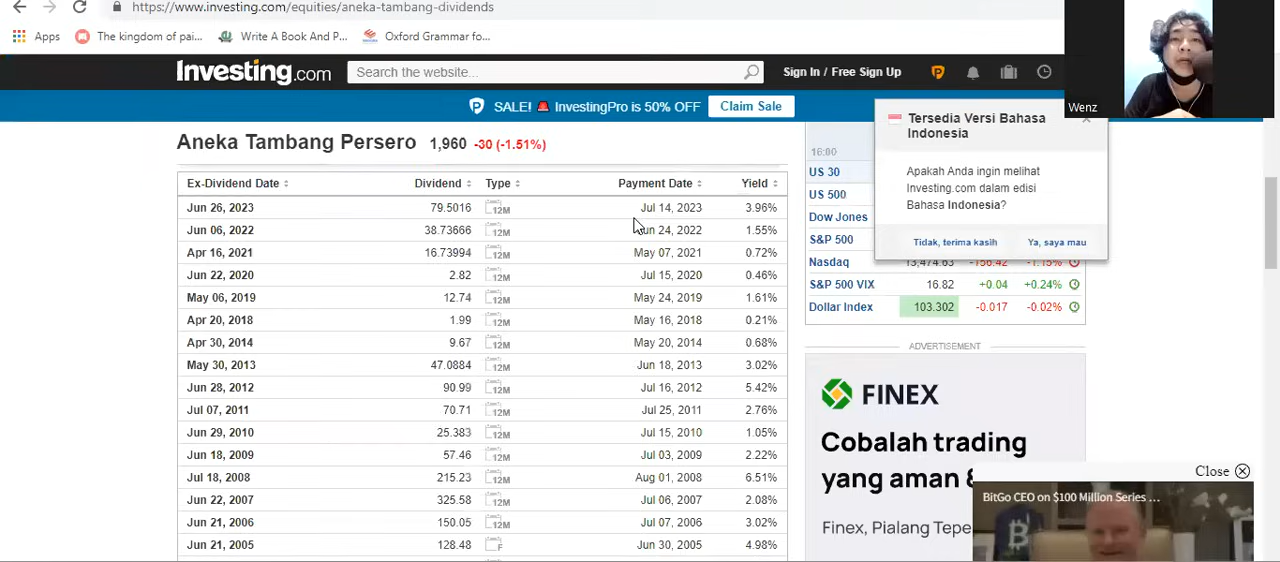 https://www.investing.com/equities/aneka-tambang-dividends
Apps The kingdom of pai... Write A Book And P... Oxford Grammar fo...
Investing.com Search the website... Sign In / Free Sign Up
Wenz
SALE! InvestingPro is 50% OFF Claim Sale
Tersedia Versi Bahasa
Indonesia
Apakah Anda ingin melihat
Investing.com dalam edisi
Bahasa Indonesia?
Tidak, terima kasih Ya, saya mau
Aneka Tambang Persero 1,960 -30 (-1.51%)
Ex-Dividend Date Dividend Type Payment Date Yield
Jun 26, 2023 79.5016 12M Jul 14, 2023 3.96%
Jun 06, 2022 38.73666 12M Jun 24, 2022 1.55%
Apr 16, 2021 16.73994 12M May 07, 2021 0.72%
Jun 22, 2020 2.82 12M Jul 15, 2020 0.46%
May 06, 2019 12.74 12M May 24, 2019 1.61%
Apr 20, 2018 1.99 12M May 16, 2018 0.21%
Apr 30, 2014 9.67 12M May 20, 2014 0.68%
May 30, 2013 47.0884 12M Jun 18, 2013 3.02%
Jun 28, 2012 90.99 12M Jul 16, 2012 5.42%
Jul 07, 2011 70.71 12M Jul 25, 2011 2.76%
Jun 29, 2010 25.383 12M Jul 15, 2010 1.05%
Jun 18, 2009 57.46 12M Jul 03, 2009 2.22%
Jul 18, 2008 215.23 12M Aug 01, 2008 6.51%
Jun 22, 2007 325.58 12M Jul 06, 2007 2.08%
Jun 21, 2006 150.05 12M Jul 07, 2006 3.02%
Jun 21, 2005 128.48 F Jun 30, 2005 4.98%
16:00
US 30
US 500
Dow Jones
S&P 500
Nasdaq 13,474.63 -156.42 -1.15%
S&P 500 VIX 16.82 +0.04 +0.24%
Dollar Index 103.302 -0.017 -0.02%
ADVERTISEMENT
FINEX
Cobalah trading
yang aman &
Finex, Pialang Tepe
Close
BitGo CEO on $100 Million Series ...